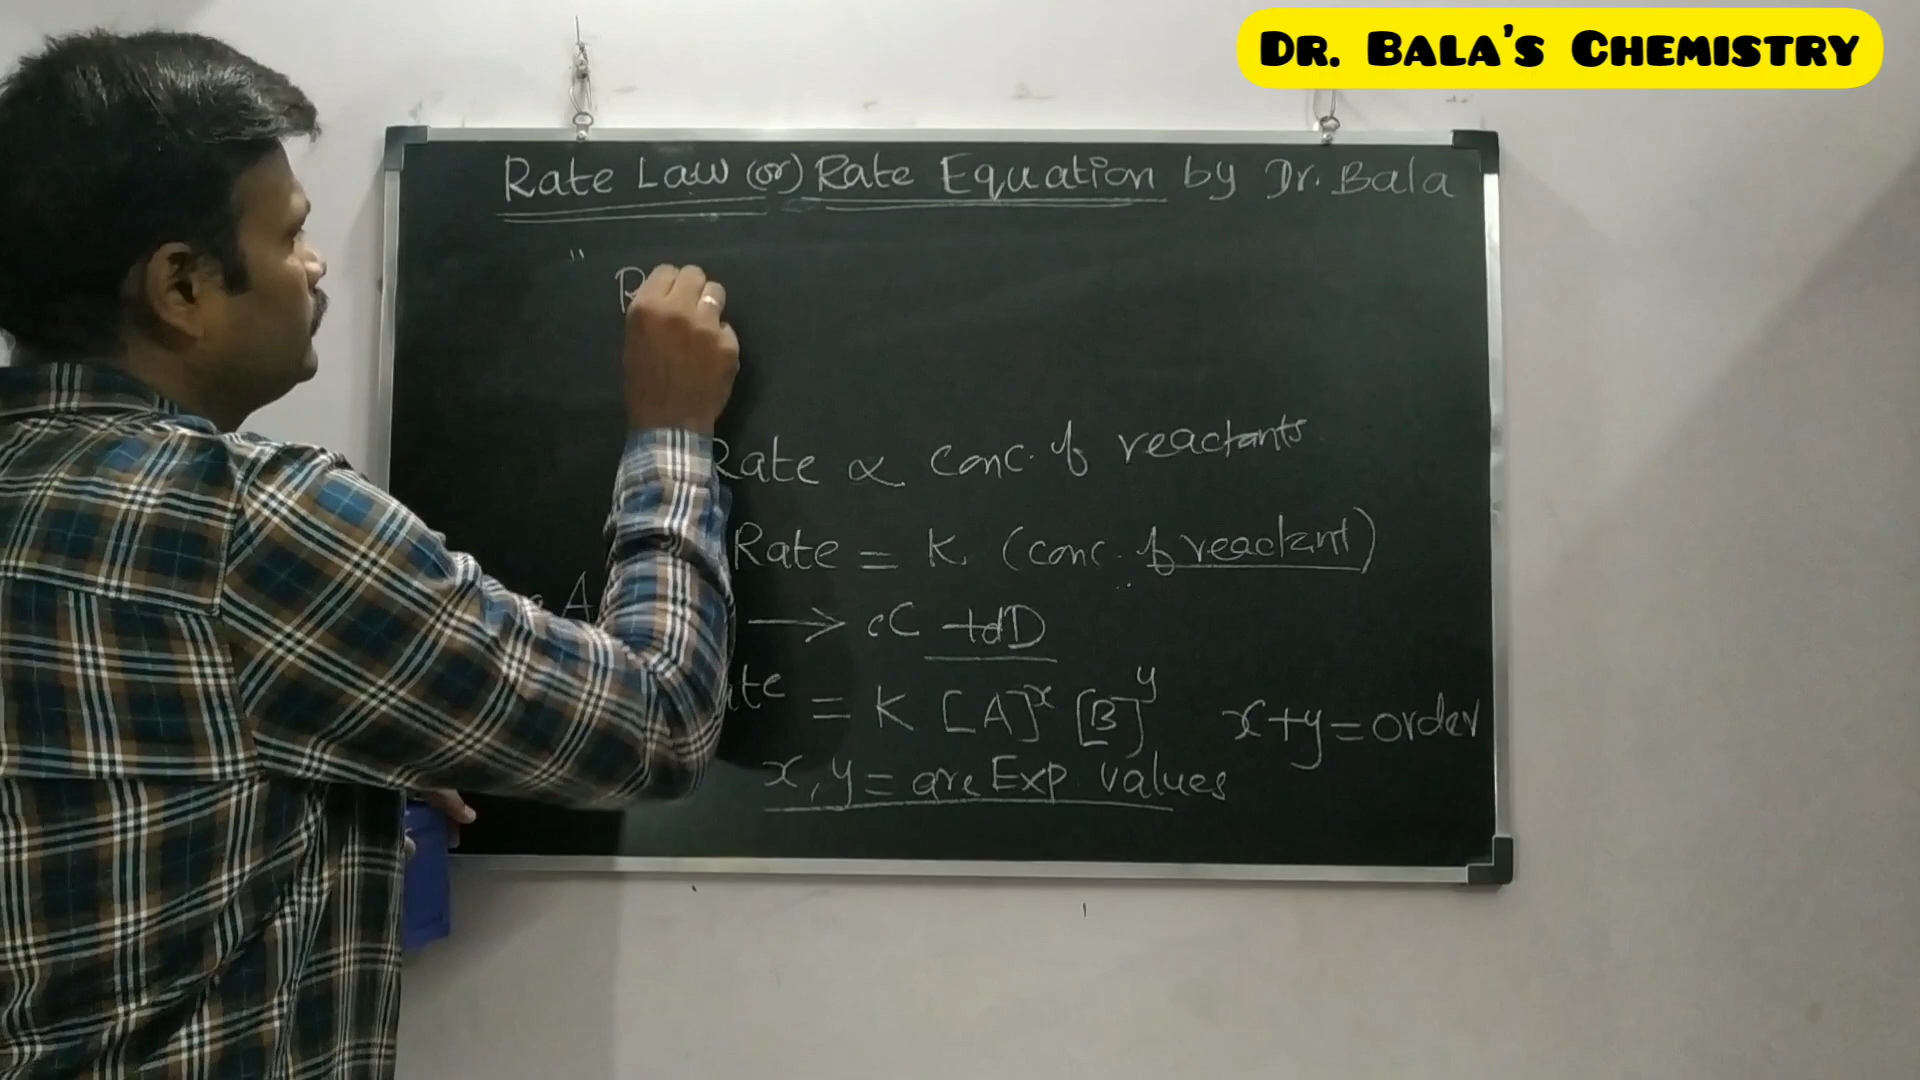 DR. BALA'S CHEMISTRY
Rate Law (or) Rate Equation by Dr. Bala
" R
Rate ∝ conc. of reactants
Rate = K (conc. of reactant)
A → cC + dD
= K [A]^x [B]^y x+y=order
x, y = are Exp. values